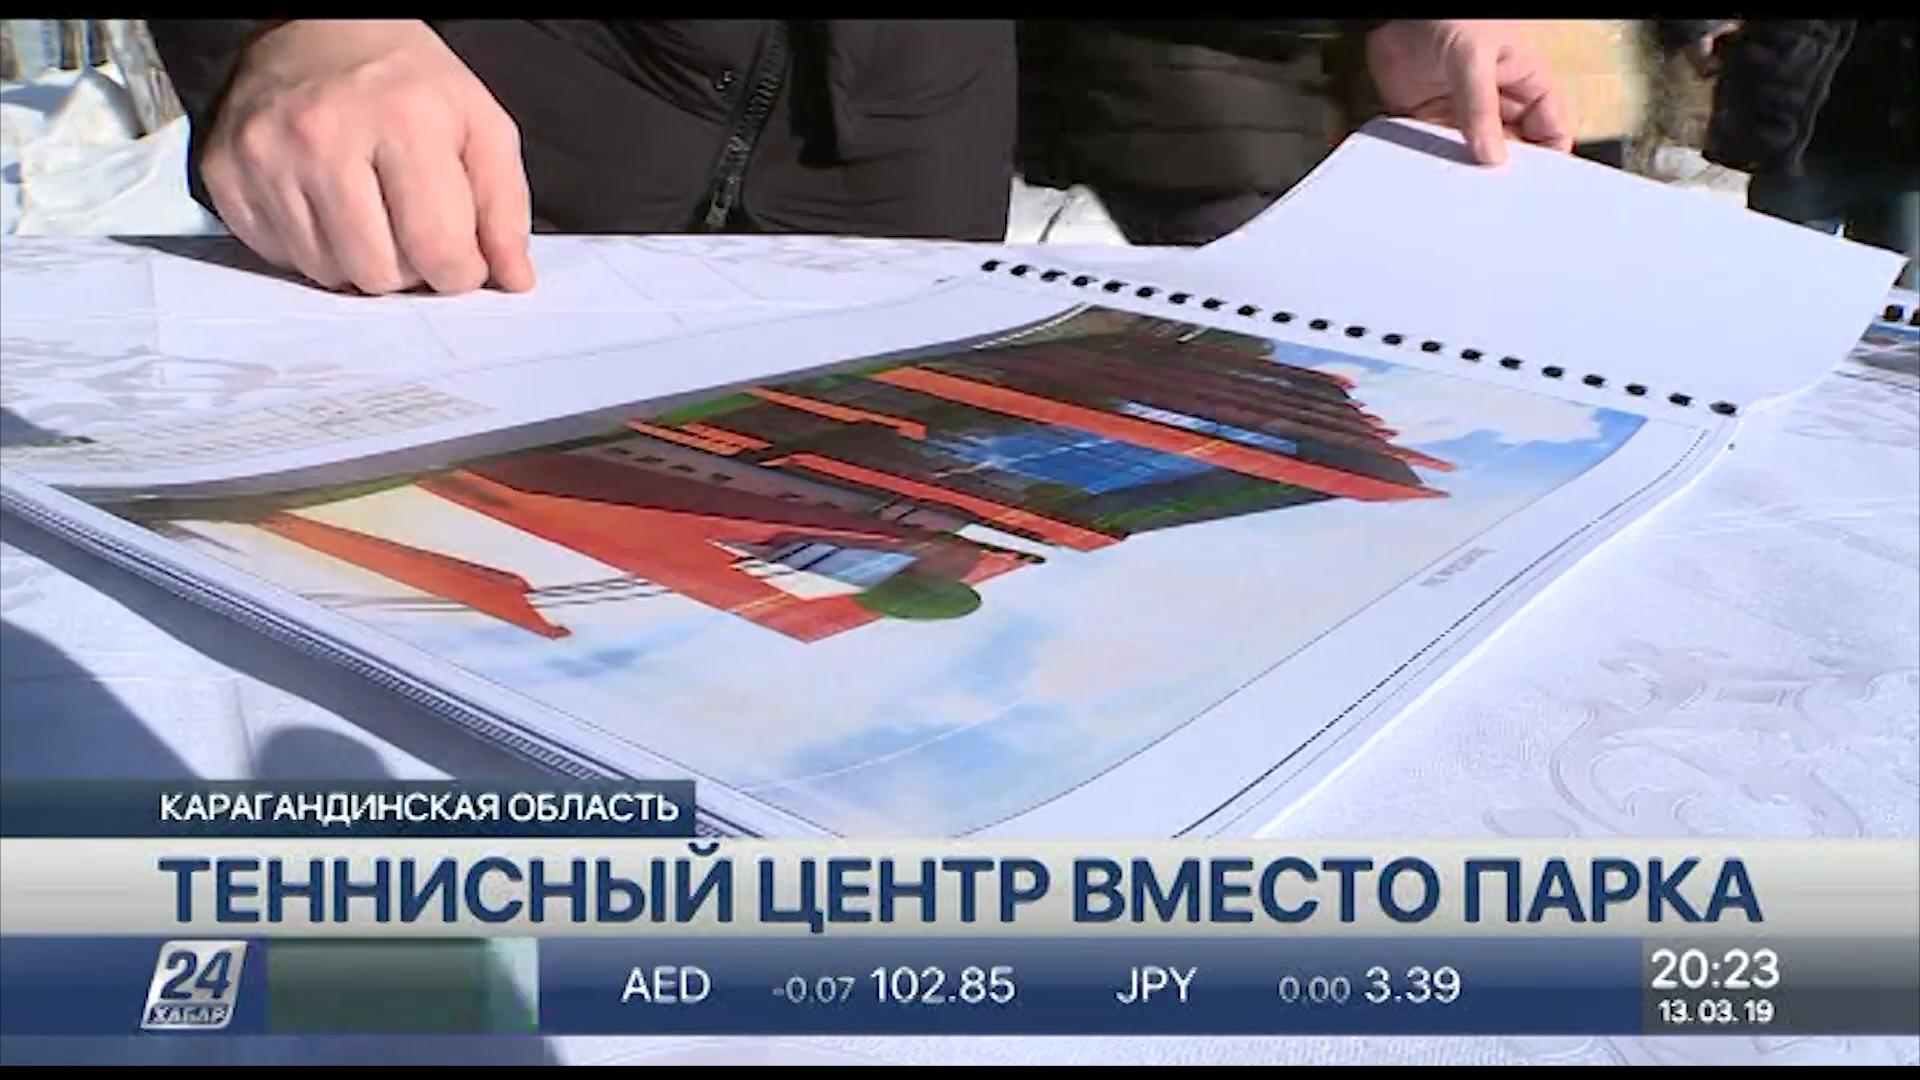 КАРАГАНДИНСКАЯ ОБЛАСТЬ
ТЕННИСНЫЙ ЦЕНТР ВМЕСТО ПАРКА
24
ХАБАР
AED -0.07 102.85 JPY 0.00 3.39
20:23
13.03.19